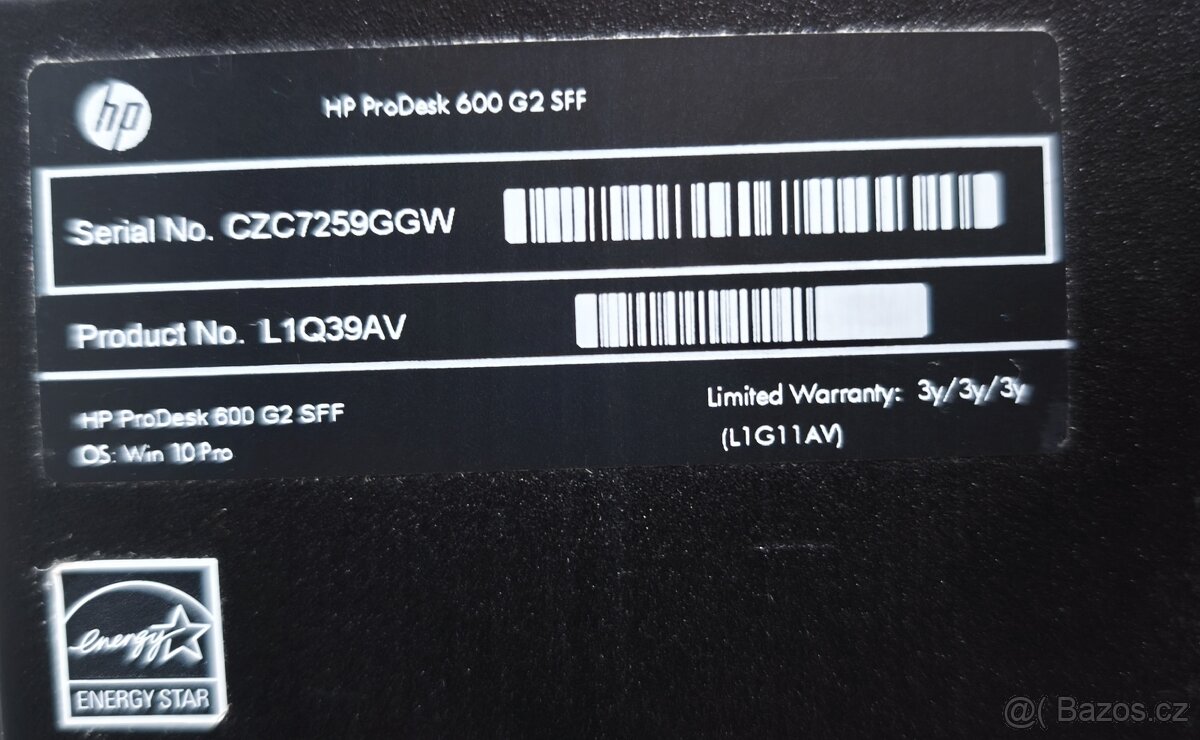 hp
HP ProDesk 600 G2 SFF
Serial No. CZC7259GGW
Product No. L1Q39AV
HP ProDesk 600 G2 SFF
OS: Win 10 Pro
Limited Warranty: 3y/3y/3y
(L1G11AV)
energy
ENERGY STAR
@( Bazos.cz